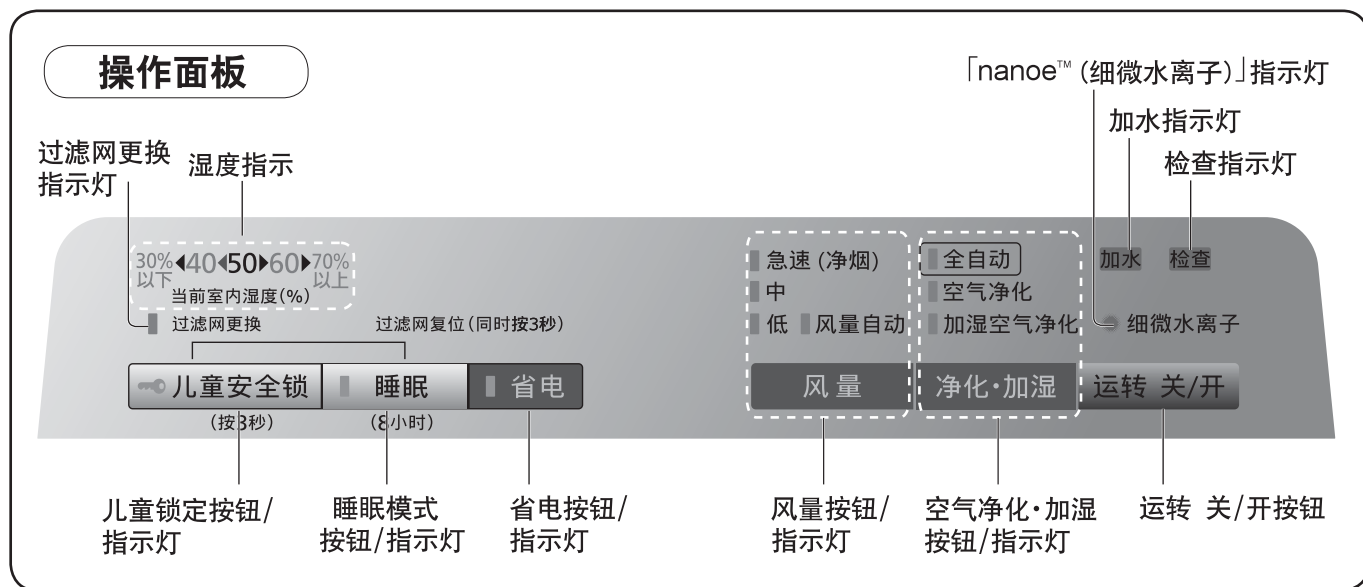 操作面板
「nanoe™ (细微水离子)」指示灯
加水指示灯
检查指示灯
过滤网更换
指示灯
湿度指示
30%
以下
◀40◀50▶60▶
70%
以上
当前室内湿度(%)
过滤网更换
过滤网复位(同时按3秒)
急速 (净烟)
中
低
风量自动
全自动
空气净化
加湿空气净化
加水
检查
细微水离子
儿童安全锁
(按3秒)
睡眠
(8小时)
省电
风量
净化·加湿
运转 关/开
儿童锁定按钮/
指示灯
睡眠模式
按钮/指示灯
省电按钮/
指示灯
风量按钮/
指示灯
空气净化·加湿
按钮/指示灯
运转 关/开按钮